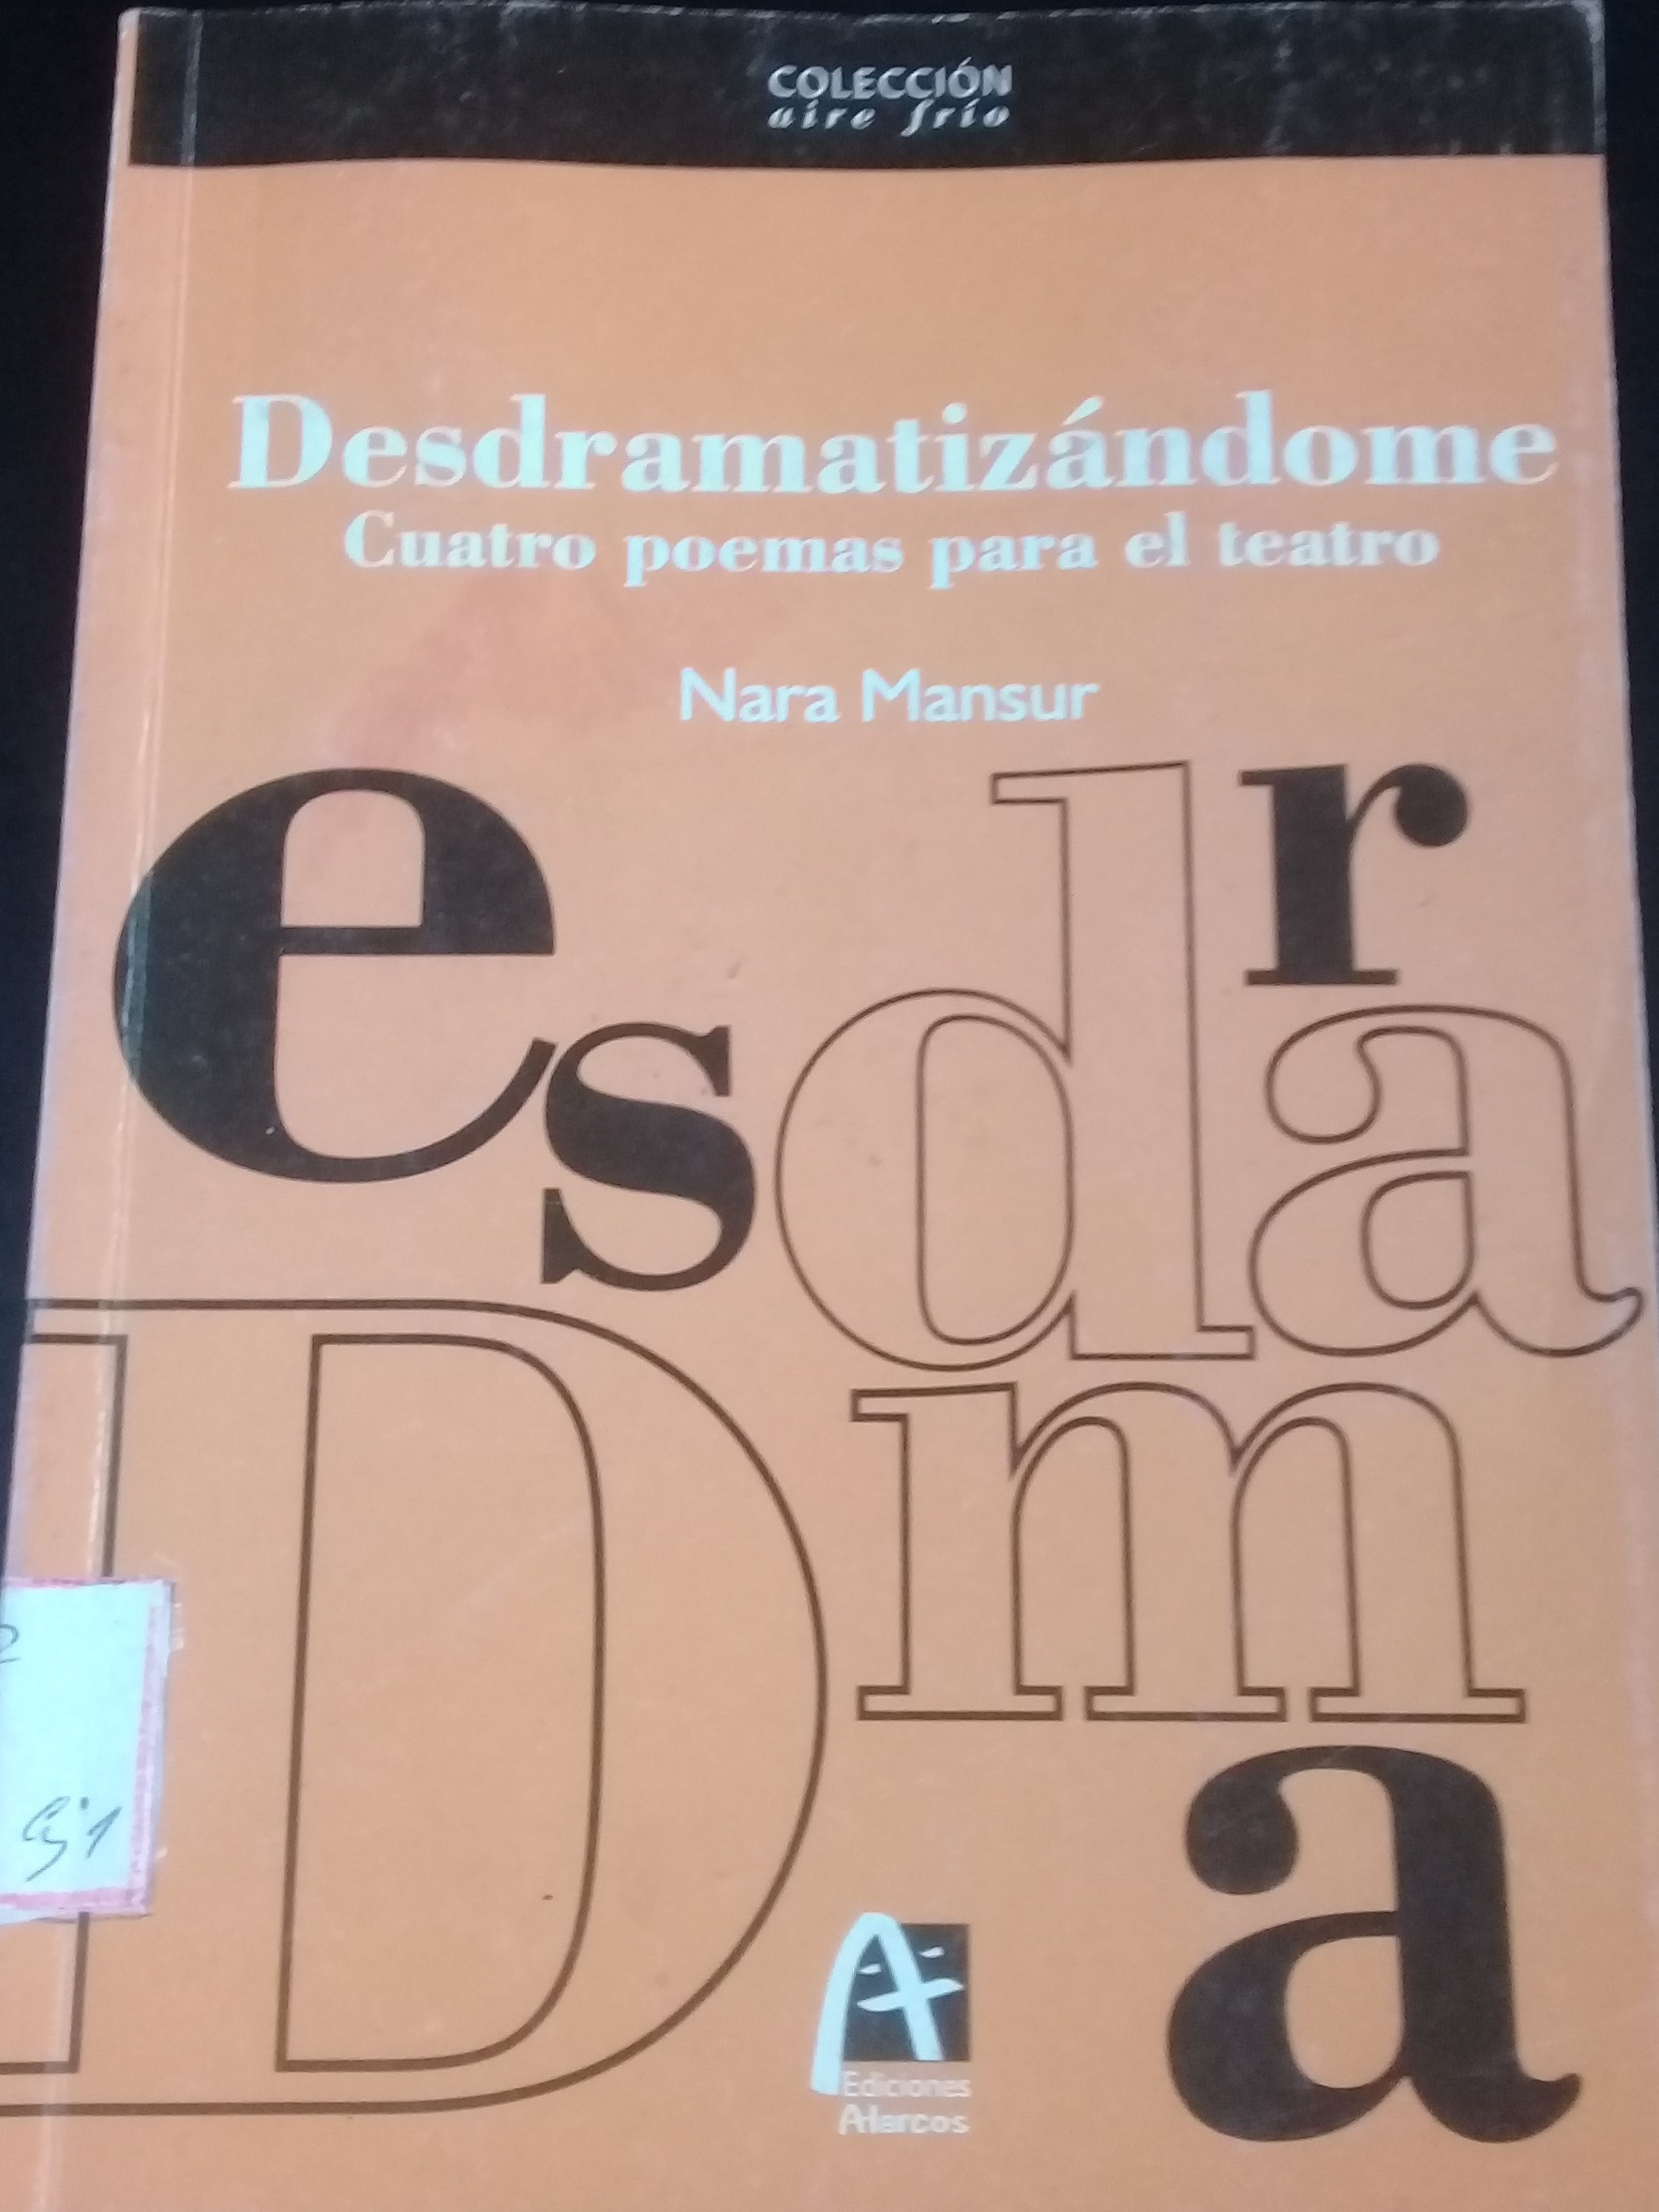 COLECCIÓN
aire frío
Desdramatizándome
Cuatro poemas para el teatro
Nara Mansur
e
s
d
r
a
D
m
a
Ediciones
Alarcos